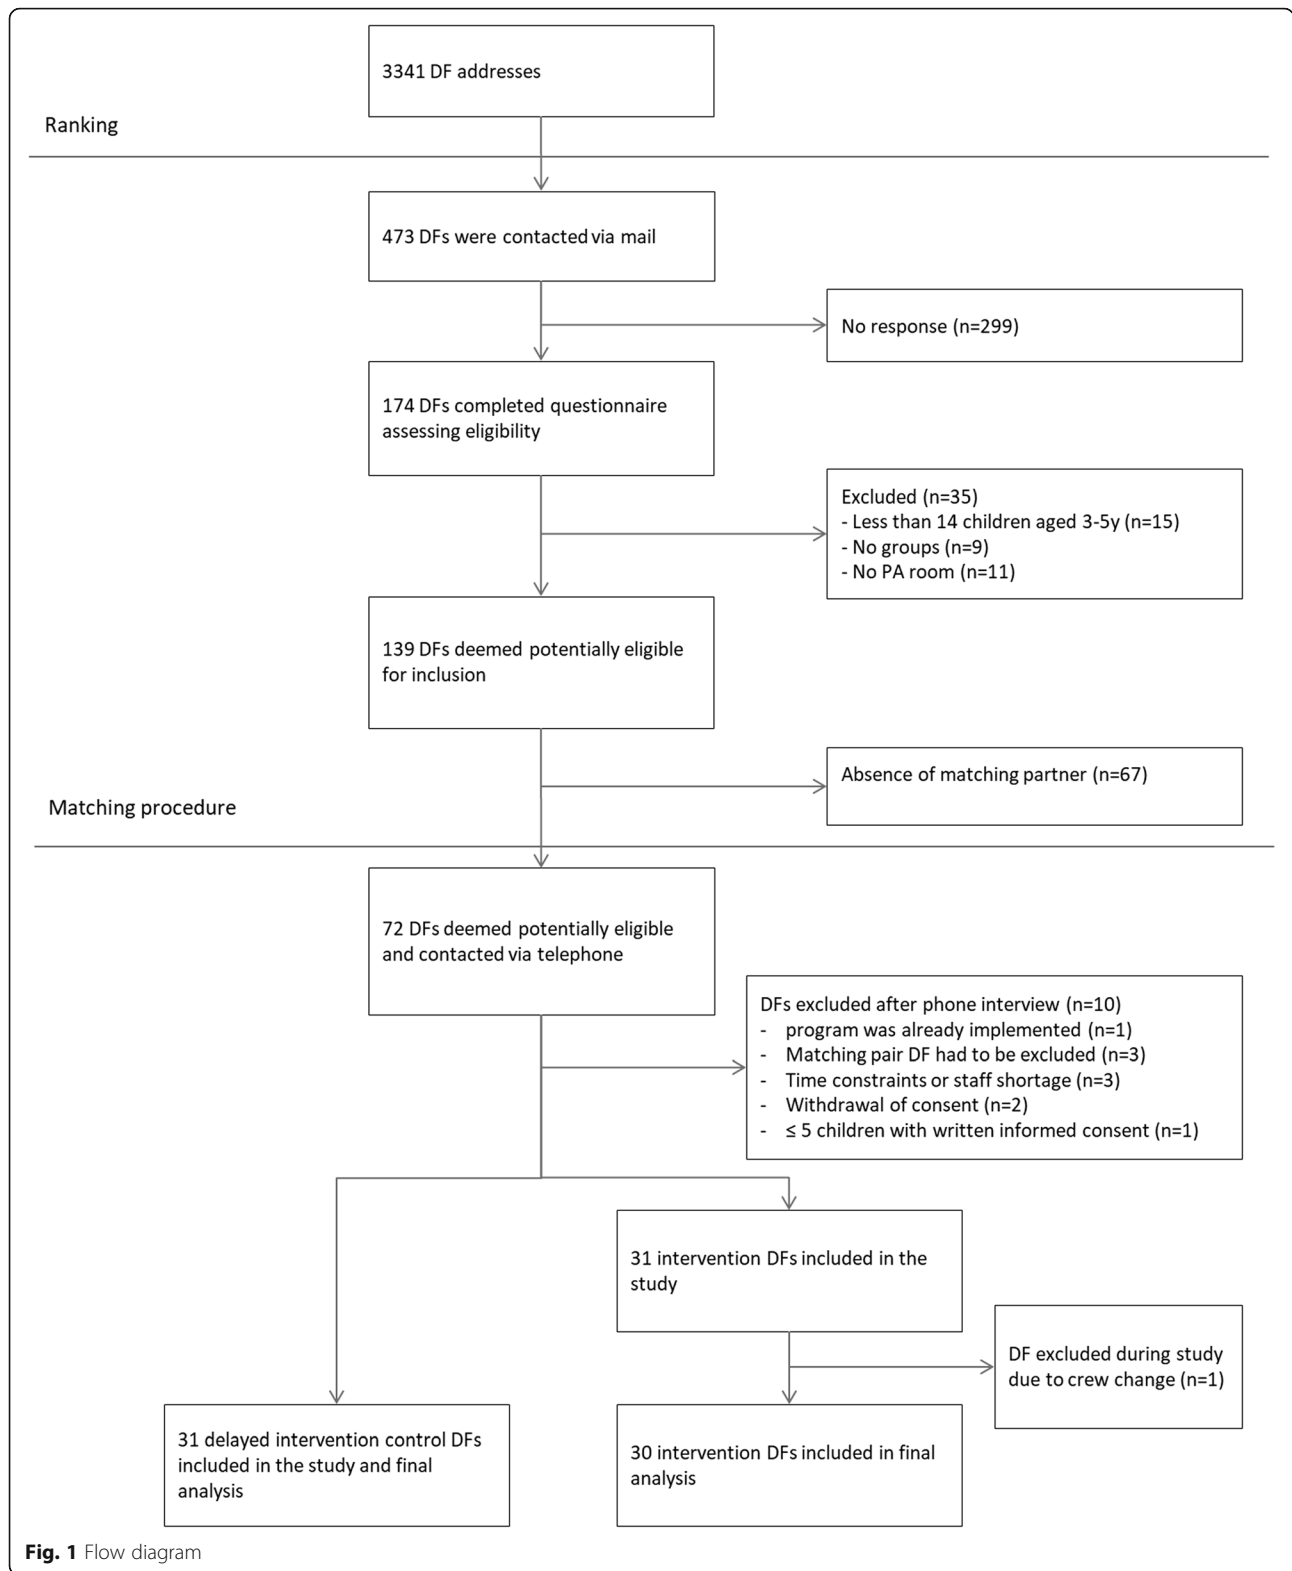 3341 DF addresses
Ranking
473 DFs were contacted via mail
No response (n=299)
174 DFs completed questionnaire
assessing eligibility
Excluded (n=35)
- Less than 14 children aged 3-5y (n=15)
- No groups (n=9)
- No PA room (n=11)
139 DFs deemed potentially eligible
for inclusion
Absence of matching partner (n=67)
Matching procedure
72 DFs deemed potentially eligible
and contacted via telephone
DFs excluded after phone interview (n=10)
- program was already implemented (n=1)
- Matching pair DF had to be excluded (n=3)
- Time constraints or staff shortage (n=3)
- Withdrawal of consent (n=2)
- ≤ 5 children with written informed consent (n=1)
31 intervention DFs included in the
study
DF excluded during study
due to crew change (n=1)
31 delayed intervention control DFs
included in the study and final
analysis
30 intervention DFs included in final
analysis
Fig. 1 Flow diagram